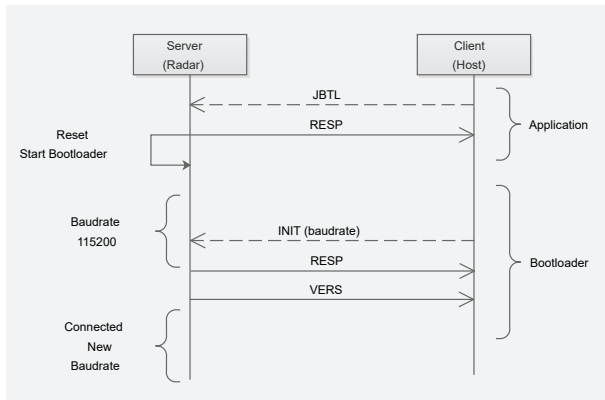 Server
(Radar)
Client
(Host)
JBTL
RESP
Application
Reset
Start Bootloader
Baudrate
115200
INIT (baudrate)
RESP
Bootloader
VERS
Connected
New
Baudrate